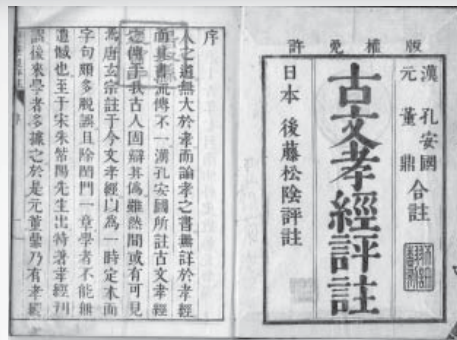 版權免許
漢 孔安國
元 董鼎 合註
古文孝經評註
日本 後藤松陰評註
序
人之道無大於孝而論孝之書無詳於孝經
而其書流傳不一漢孔安國所註古文孝經
雖傳于我古人固辯其偽雖然間或有可見
焉唐玄宗註于今文孝經以為一時定本而
字句頗多脫誤且除閨門一章學者不能無
遺憾也至于宋朱紫陽先生出特著孝經刊
誤後來學者多據之於是元董鼎乃有孝經